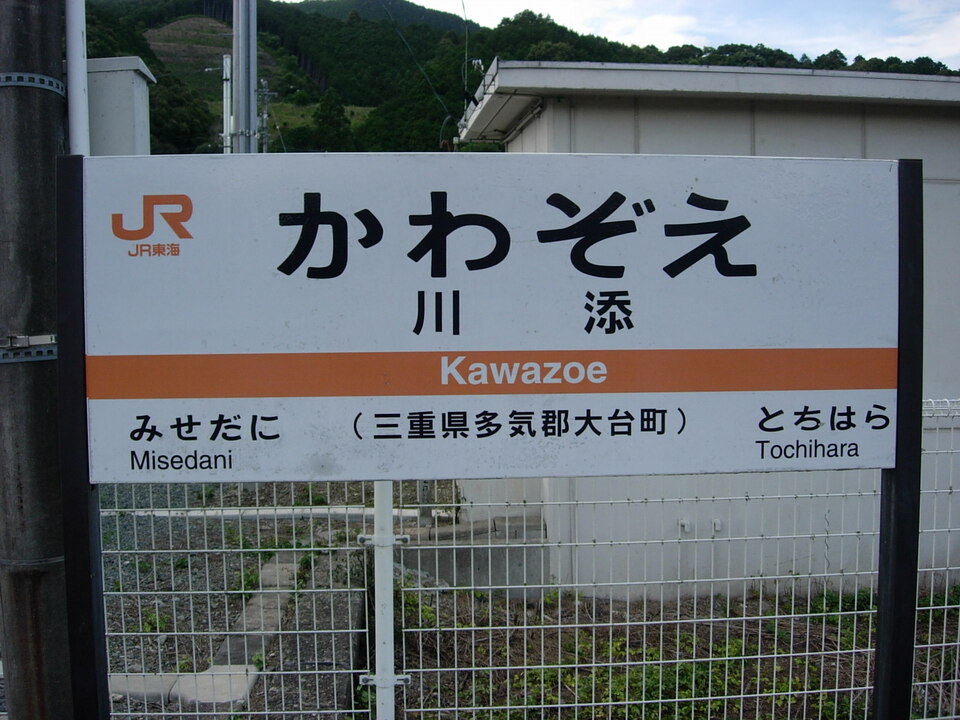 JR
JR東海
かわぞえ
川添
Kawazoe
みせだに
Misedani
（三重県多気郡大台町）
とちはら
Tochihara